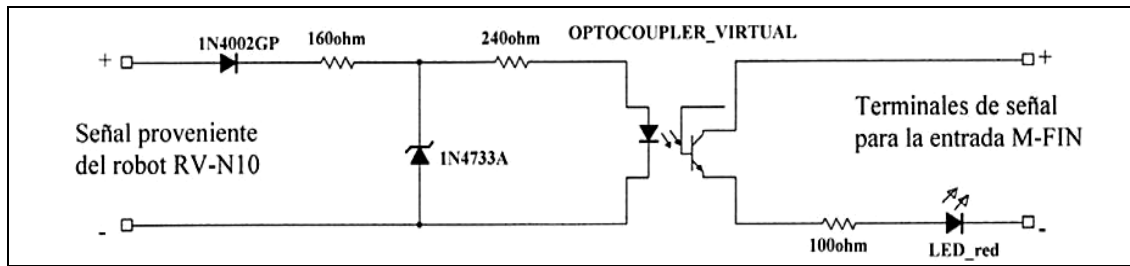 1N4002GP
160ohm
240ohm
OPTOCOUPLER_VIRTUAL
+
+
Señal proveniente
del robot RV-N10
1N4733A
Terminales de señal
para la entrada M-FIN
-
-
100ohm
LED_red